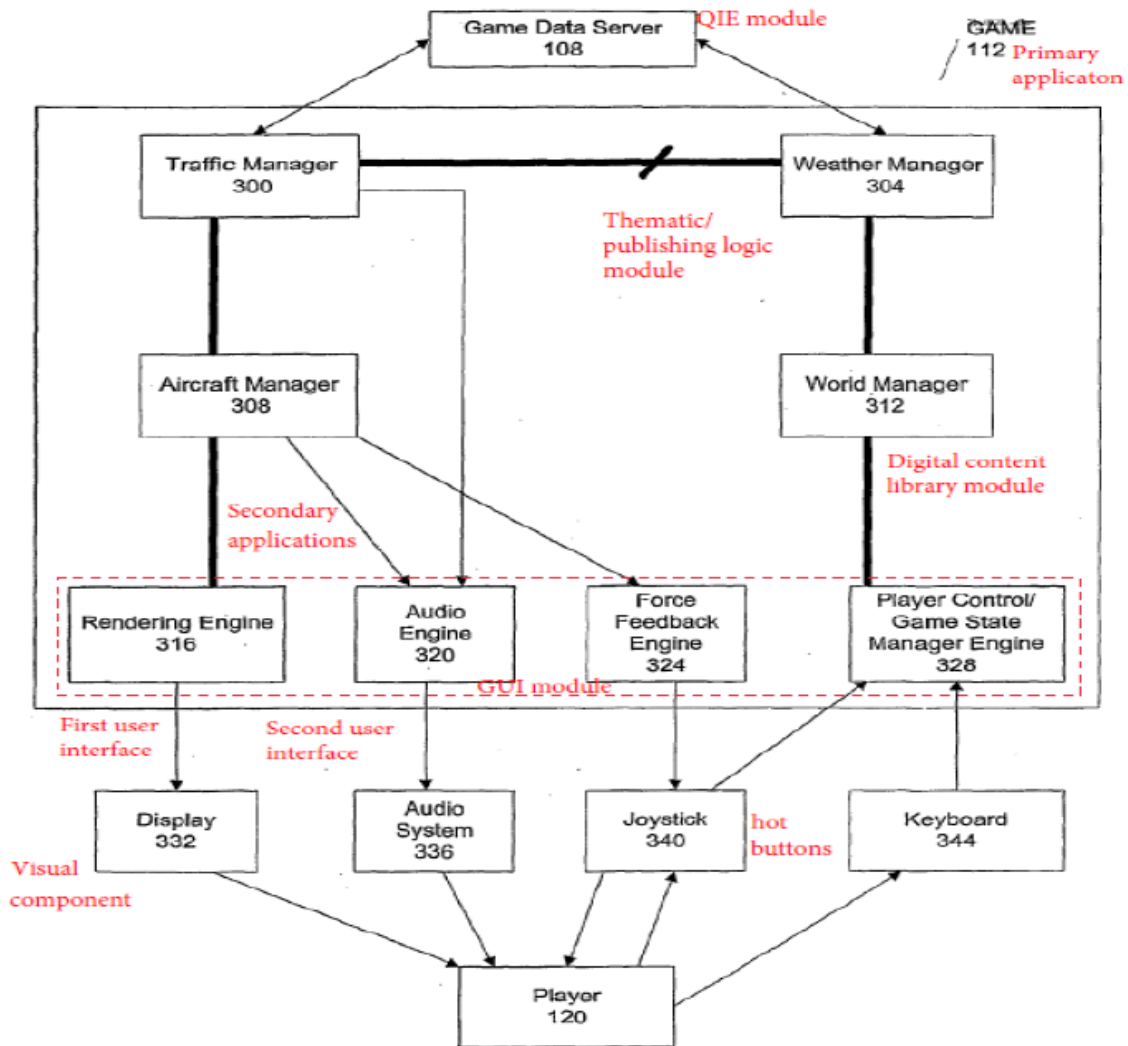 Game Data Server
108
QIE module
GAME
112
Primary
applicaton
Traffic Manager
300
Weather Manager
304
Thematic/
publishing logic
module
Aircraft Manager
308
World Manager
312
Digital content
library module
Secondary
applications
Rendering Engine
316
Audio
Engine
320
Force
Feedback
Engine
324
Player Control/
Game State
Manager Engine
328
GUI module
First user
interface
Second user
interface
Display
332
Audio
System
336
Joystick
340
hot
buttons
Keyboard
344
Visual
component
Player
120